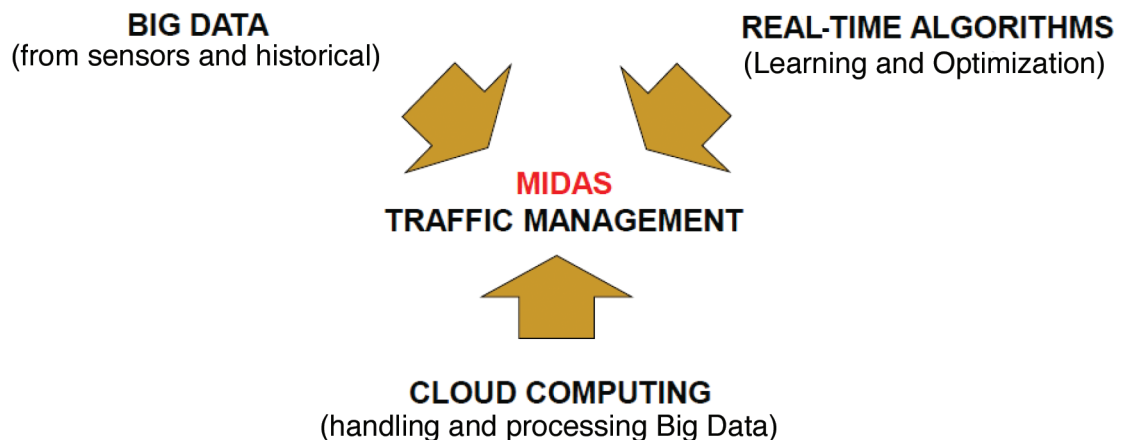 BIG DATA
(from sensors and historical)
REAL-TIME ALGORITHMS
(Learning and Optimization)
MIDAS
TRAFFIC MANAGEMENT
CLOUD COMPUTING
(handling and processing Big Data)